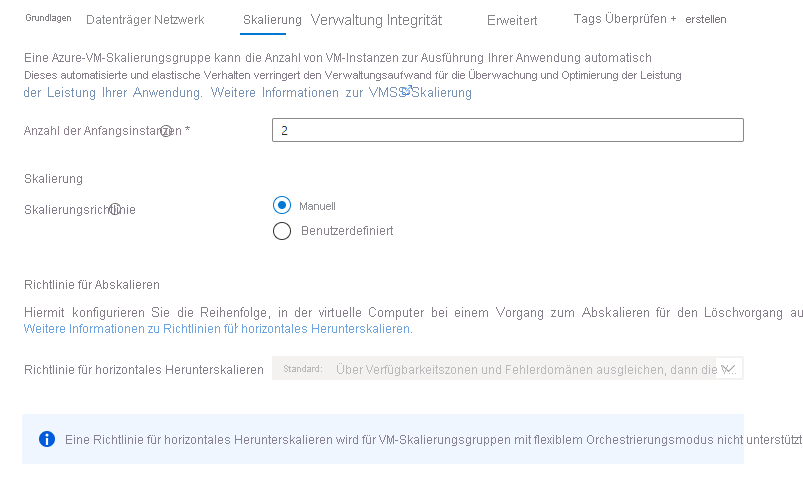 Grundlagen Datenträger Netzwerk Skalierung Verwaltung Integrität Erweitert Tags Überprüfen + erstellen
Eine Azure-VM-Skalierungsgruppe kann die Anzahl von VM-Instanzen zur Ausführung Ihrer Anwendung automatisch
Dieses automatisierte und elastische Verhalten verringert den Verwaltungsaufwand für die Überwachung und Optimierung der Leistung
der Leistung Ihrer Anwendung. Weitere Informationen zur VMSS Skalierung
Anzahl der Anfangsinstanzen * 2
Skalierung
Skalierungsrichtlinie Manuell
Benutzerdefiniert
Richtlinie für Abskalieren
Hiermit konfigurieren Sie die Reihenfolge, in der virtuelle Computer bei einem Vorgang zum Abskalieren für den Löschvorgang au
Weitere Informationen zu Richtlinien für horizontales Herunterskalieren.
Richtlinie für horizontales Herunterskalieren Standard: Über Verfügbarkeitszonen und Fehlerdomänen ausgleichen, dann die V...
Eine Richtlinie für horizontales Herunterskalieren wird für VM-Skalierungsgruppen mit flexiblem Orchestrierungsmodus nicht unterstützt